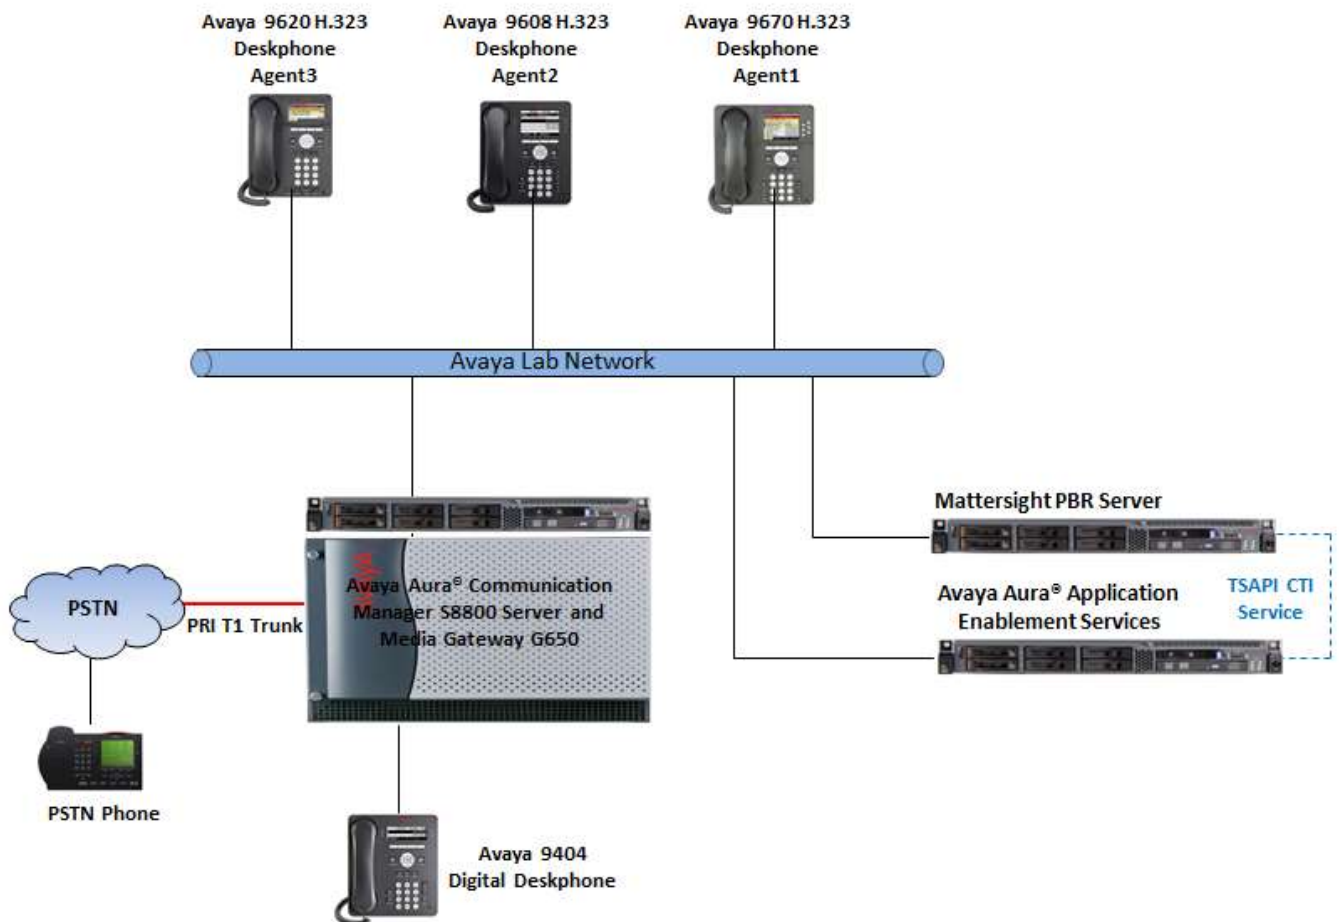 Avaya 9620 H.323
Deskphone
Agent3
Avaya 9608 H.323
Deskphone
Agent2
Avaya 9670 H.323
Deskphone
Agent1
Avaya Lab Network
Mattersight PBR Server
AVAYA
Avaya Aura® Communication
Manager S8800 Server and
Media Gateway G650
PSTN
PRI T1 Trunk
Avaya Aura® Application
Enablement Services
TSAPI CTI
Service
PSTN Phone
Avaya 9404
Digital Deskphone